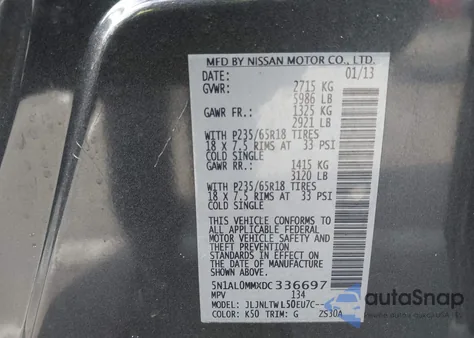 MFD BY NISSAN MOTOR CO., LTD.
DATE: 01/13
GVWR: 2715 KG
5986 LB
GAWR FR.: 1325 KG
2921 LB
WITH P235/65R18 TIRES
18 X 7.5 RIMS AT 33 PSI
COLD SINGLE
GAWR RR.: 1415 KG
3120 LB
WITH P235/65R18 TIRES
18 X 7.5 RIMS AT 33 PSI
COLD SINGLE
THIS VEHICLE CONFORMS TO
ALL APPLICABLE FEDERAL
MOTOR VEHICLE SAFETY AND
THEFT PREVENTION
STANDARDS IN EFFECT ON
THE DATE OF MANUFACTURE
SHOWN ABOVE.
5N1AL0MMXDC336697
MPV 134
MODEL: JLJNLTWL50EU7C--
COLOR: K50 TRIM: G ZS30A
autoSnap